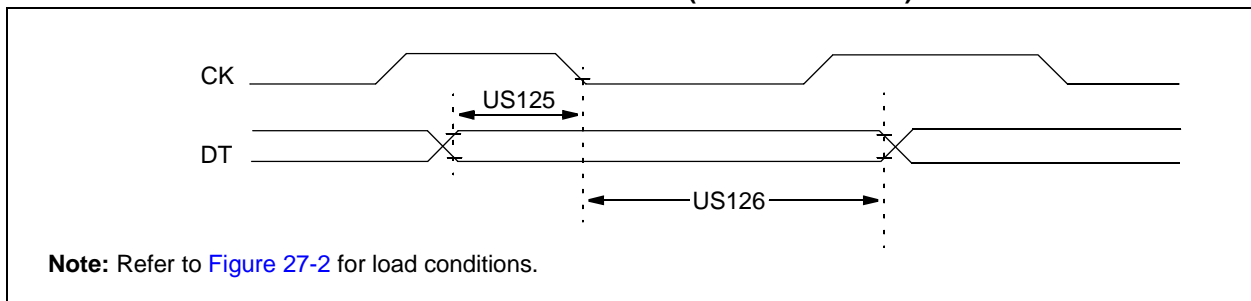 CK
US125
DT
US126
Note: Refer to Figure 27-2 for load conditions.